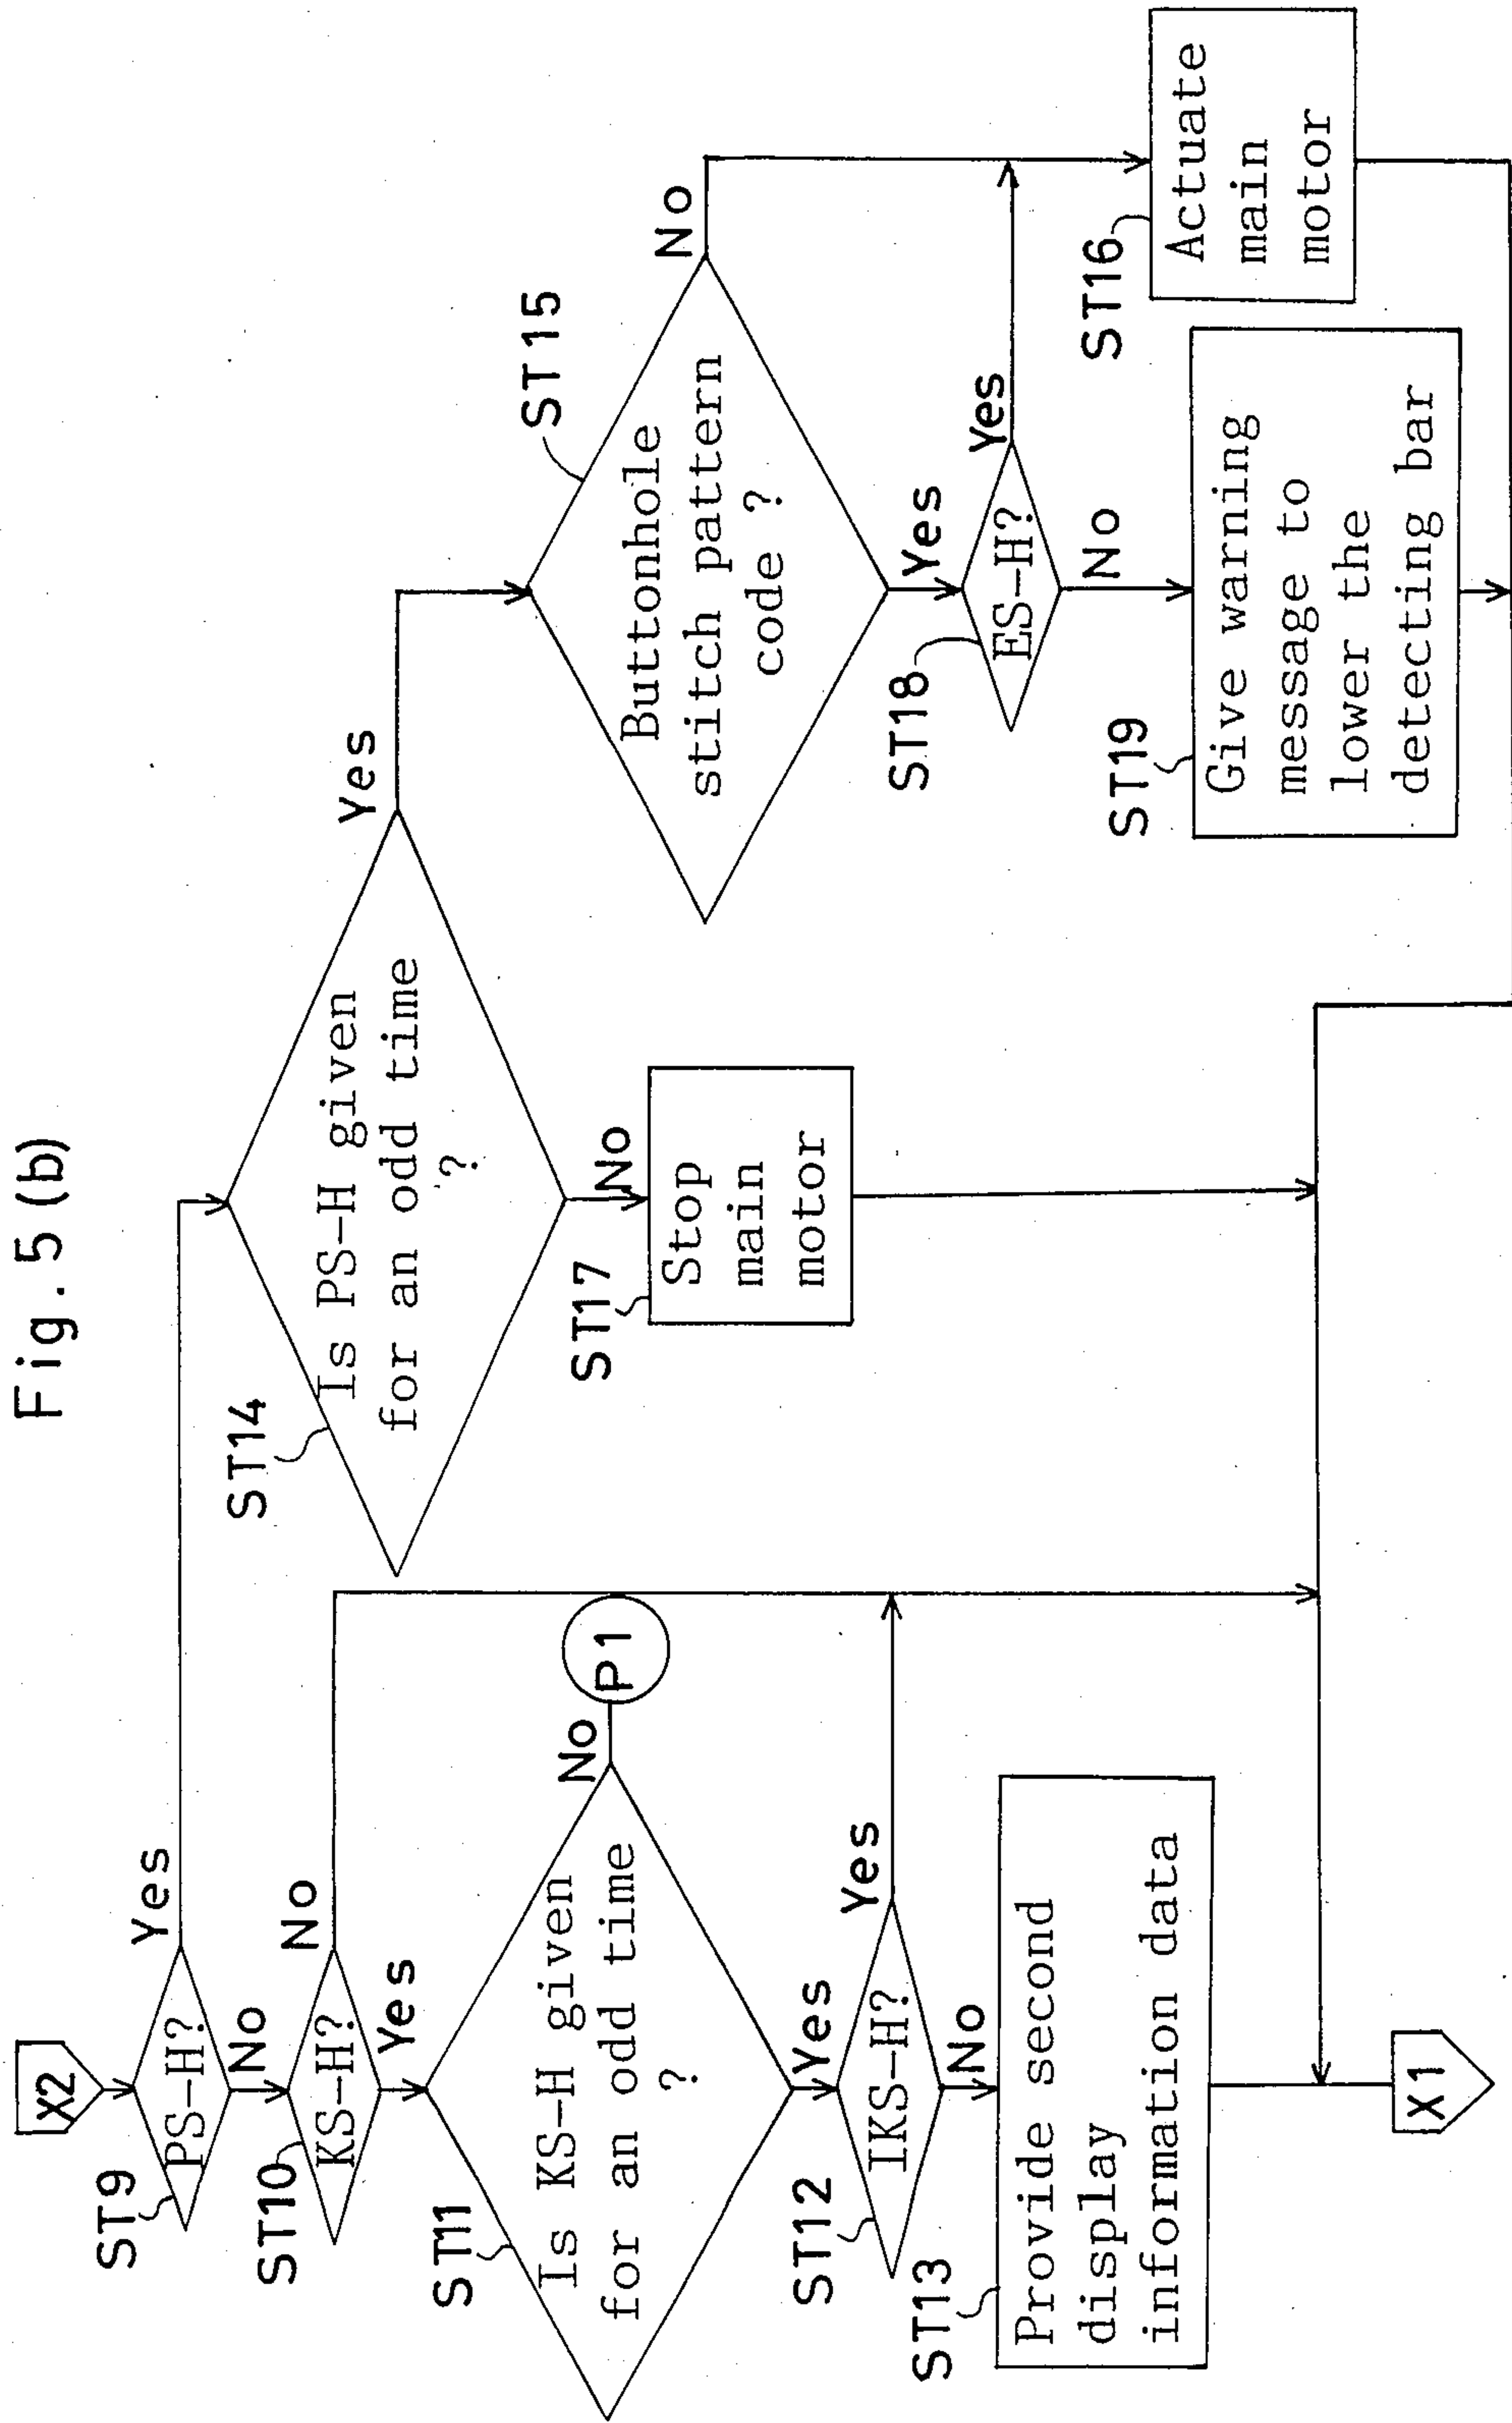 Fig. 5 (b)
X2
ST9
PS-H?
Yes
No
ST10
KS-H?
No
Yes
ST11
Is KS-H given
for an odd time
?
No
P1
Yes
ST12
IKS-H?
Yes
No
ST13
Provide second
display
information data
X1
ST14
Is PS-H given
for an odd time
?
Yes
No
ST17
Stop
main
motor
ST15
Buttonhole
stitch pattern
code ?
No
Yes
ST18
ES-H?
Yes
No
ST19
Give warning
message to
lower the
detecting bar
ST16
Actuate
main
motor